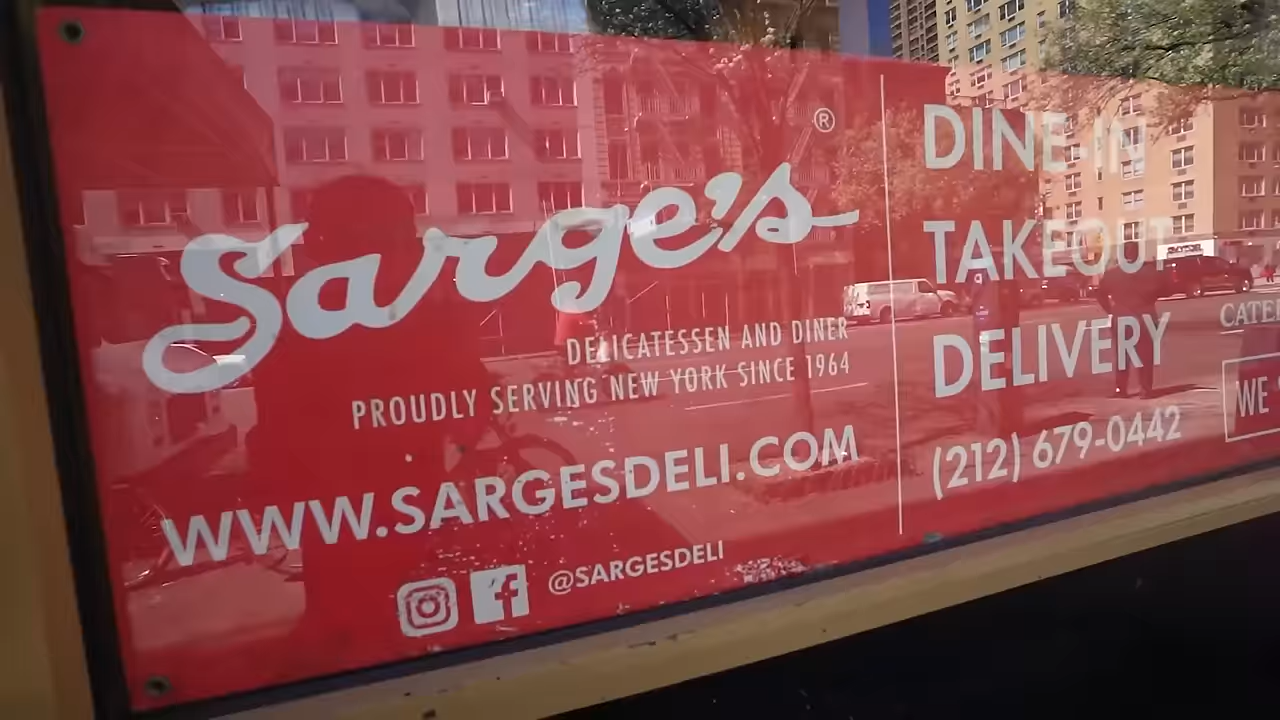 Sarge's®
DELICATESSEN AND DINER
PROUDLY SERVING NEW YORK SINCE 1964
WWW.SARGESDELI.COM
@SARGESDELI
DINE-IN
TAKEOUT
DELIVERY
(212) 679-0442
WE